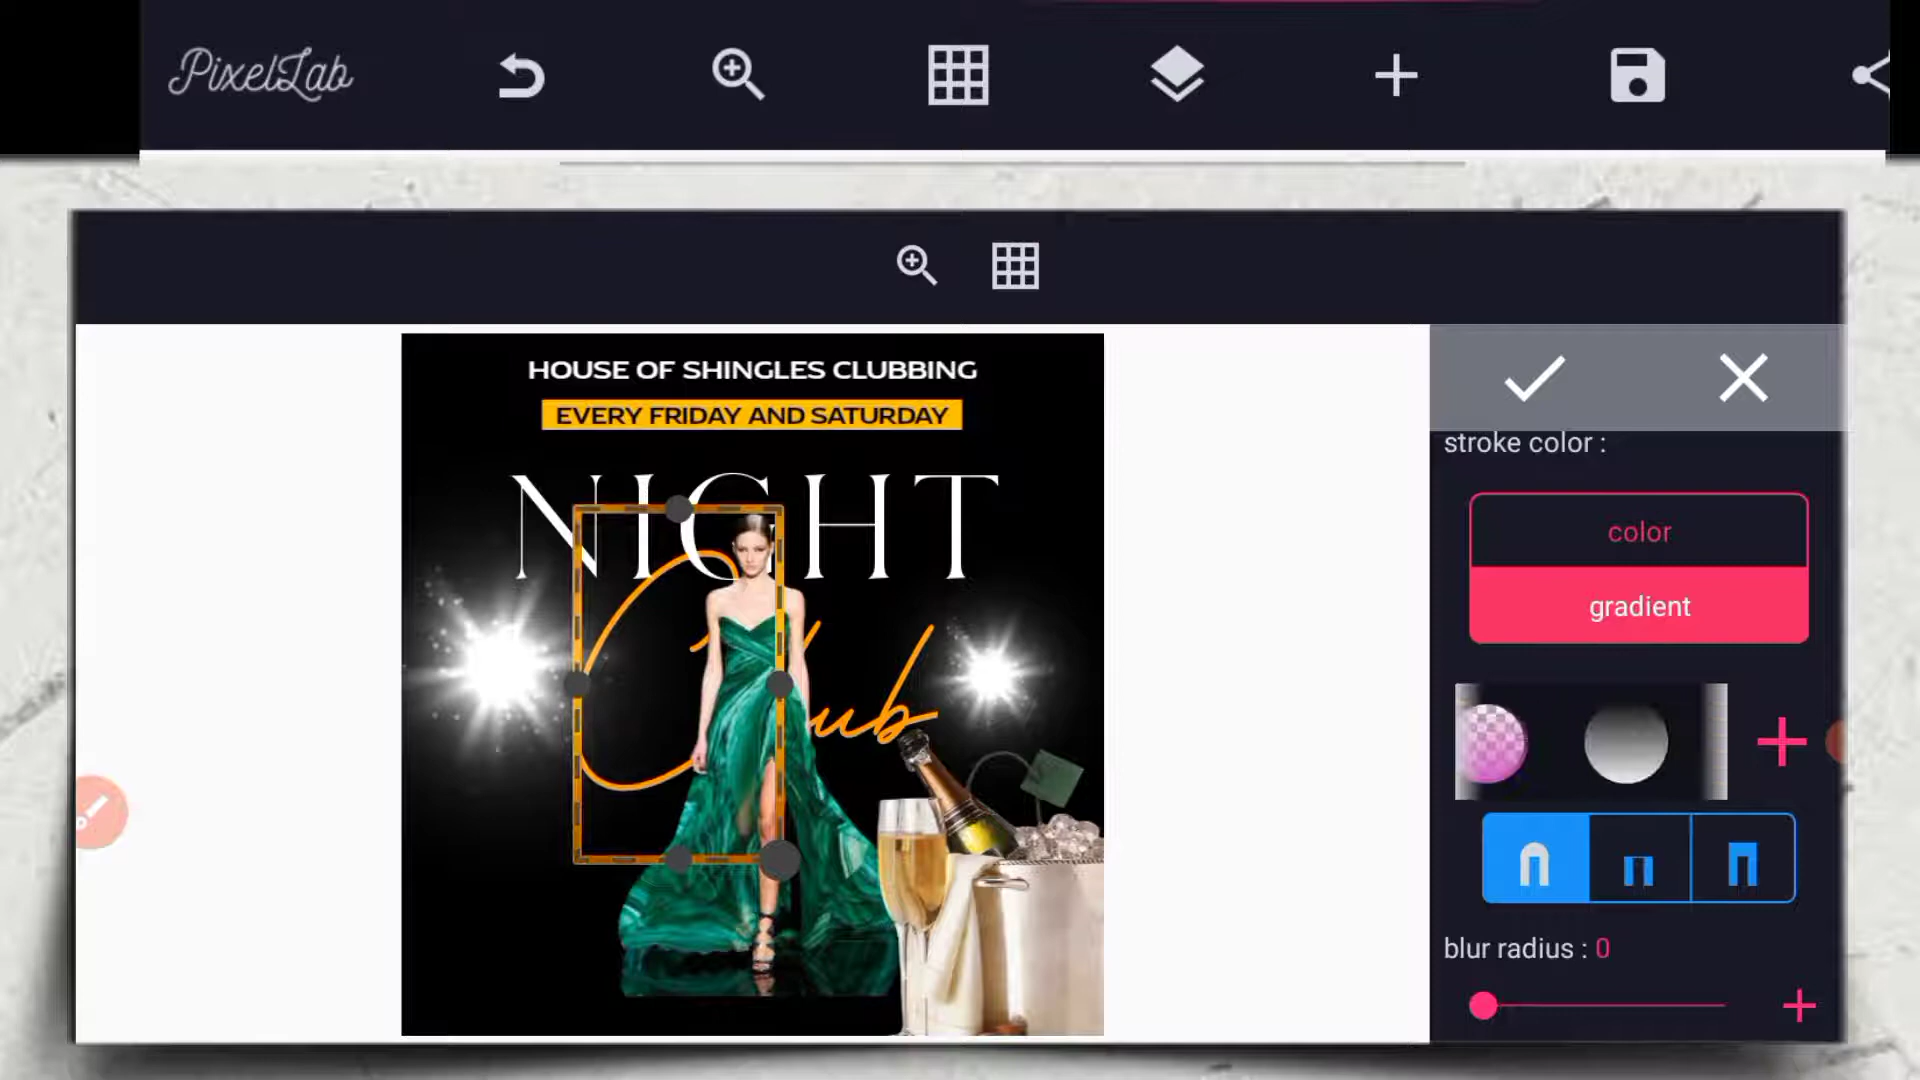 PixelLab
HOUSE OF SHINGLES CLUBBING
EVERY FRIDAY AND SATURDAY
NIGHT
Club
stroke color :
color
gradient
blur radius : 0